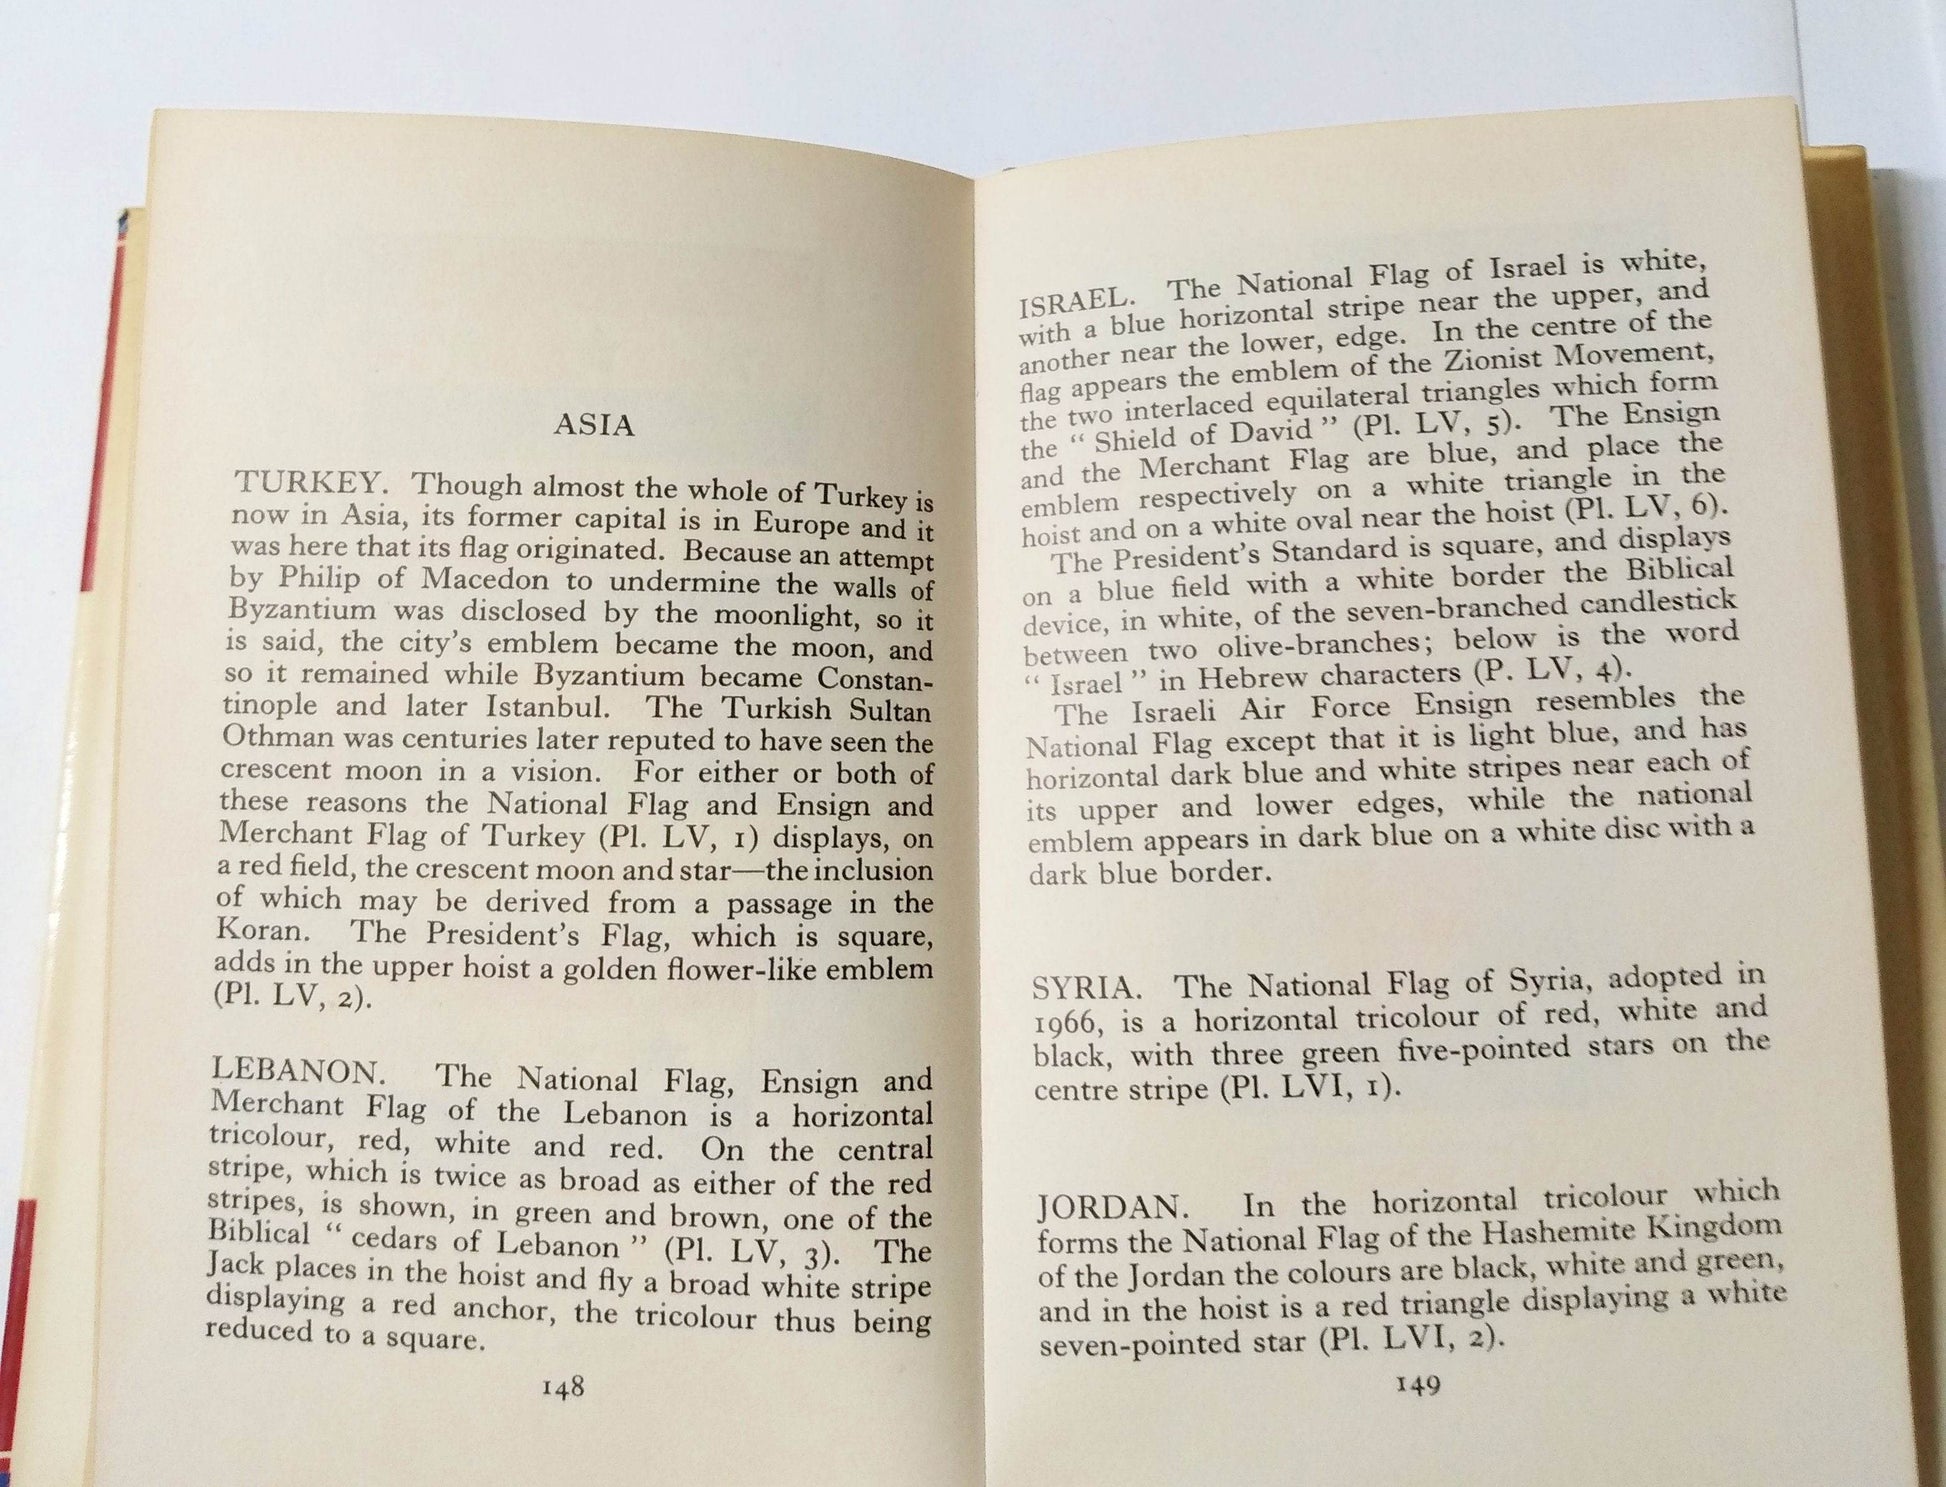 ASIA
TURKEY. Though almost the whole of Turkey is
now in Asia, its former capital is in Europe and it
was here that its flag originated. Because an attempt
by Philip of Macedon to undermine the walls of
Byzantium was disclosed by the moonlight, so it
is said, the city's emblem became the moon, and
so it remained while Byzantium became Constan-
tinople and later Istanbul. The Turkish Sultan
Othman was centuries later reputed to have seen the
crescent moon in a vision. For either or both of
these reasons the National Flag and Ensign and
Merchant Flag of Turkey (Pl. LV, 1) displays, on
a red field, the crescent moon and star—the inclusion
of which may be derived from a passage in the
Koran. The President's Flag, which is square,
adds in the upper hoist a golden flower-like emblem
(Pl. LV, 2).
LEBANON. The National Flag, Ensign and
Merchant Flag of the Lebanon is a horizontal
tricolour, red, white and red. On the central
stripe, which is twice as broad as either of the red
stripes, is shown, in green and brown, one of the
Biblical “ cedars of Lebanon ” (Pl. LV, 3). The
Jack places in the hoist and fly a broad white stripe
displaying a red anchor, the tricolour thus being
reduced to a square.
148
ISRAEL. The National Flag of Israel is white,
with a blue horizontal stripe near the upper, and
another near the lower, edge. In the centre of the
flag appears the emblem of the Zionist Movement,
the two interlaced equilateral triangles which form
the “ Shield of David ” (Pl. LV, 5). The Ensign
and the Merchant Flag are blue, and place the
emblem respectively on a white triangle in the
hoist and on a white oval near the hoist (Pl. LV, 6).
The President's Standard is square, and displays
on a blue field with a white border the Biblical
device, in white, of the seven-branched candlestick
between two olive-branches; below is the word
“ Israel ” in Hebrew characters (P. LV, 4).
The Israeli Air Force Ensign resembles the
National Flag except that it is light blue, and has
horizontal dark blue and white stripes near each of
its upper and lower edges, while the national
emblem appears in dark blue on a white disc with a
dark blue border.
SYRIA. The National Flag of Syria, adopted in
1966, is a horizontal tricolour of red, white and
black, with three green five-pointed stars on the
centre stripe (Pl. LVI, 1).
JORDAN. In the horizontal tricolour which
forms the National Flag of the Hashemite Kingdom
of the Jordan the colours are black, white and green,
and in the hoist is a red triangle displaying a white
seven-pointed star (Pl. LVI, 2).
149